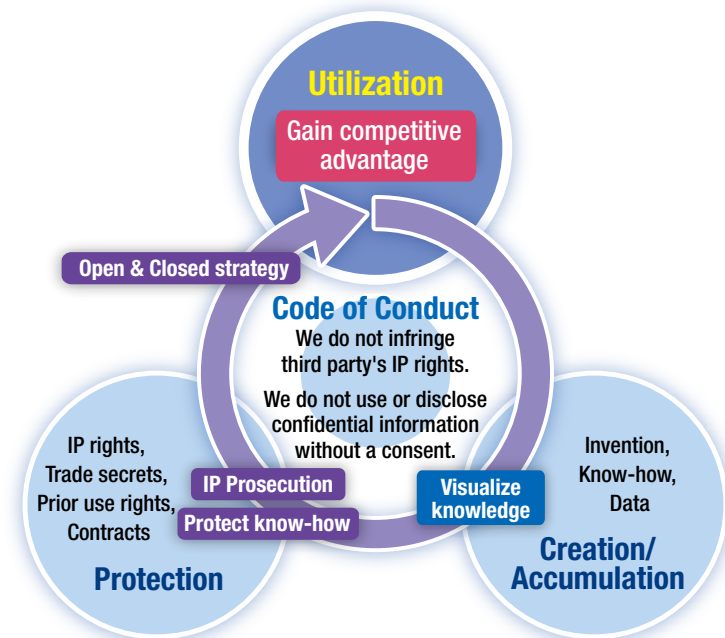 Utilization
Gain competitive
advantage
Open & Closed strategy
Code of Conduct
We do not infringe
third party's IP rights.
We do not use or disclose
confidential information
without a consent.
IP rights,
Trade secrets,
Prior use rights,
Contracts
Protection
IP Prosecution
Protect know-how
Visualize
knowledge
Invention,
Know-how,
Data
Creation/
Accumulation